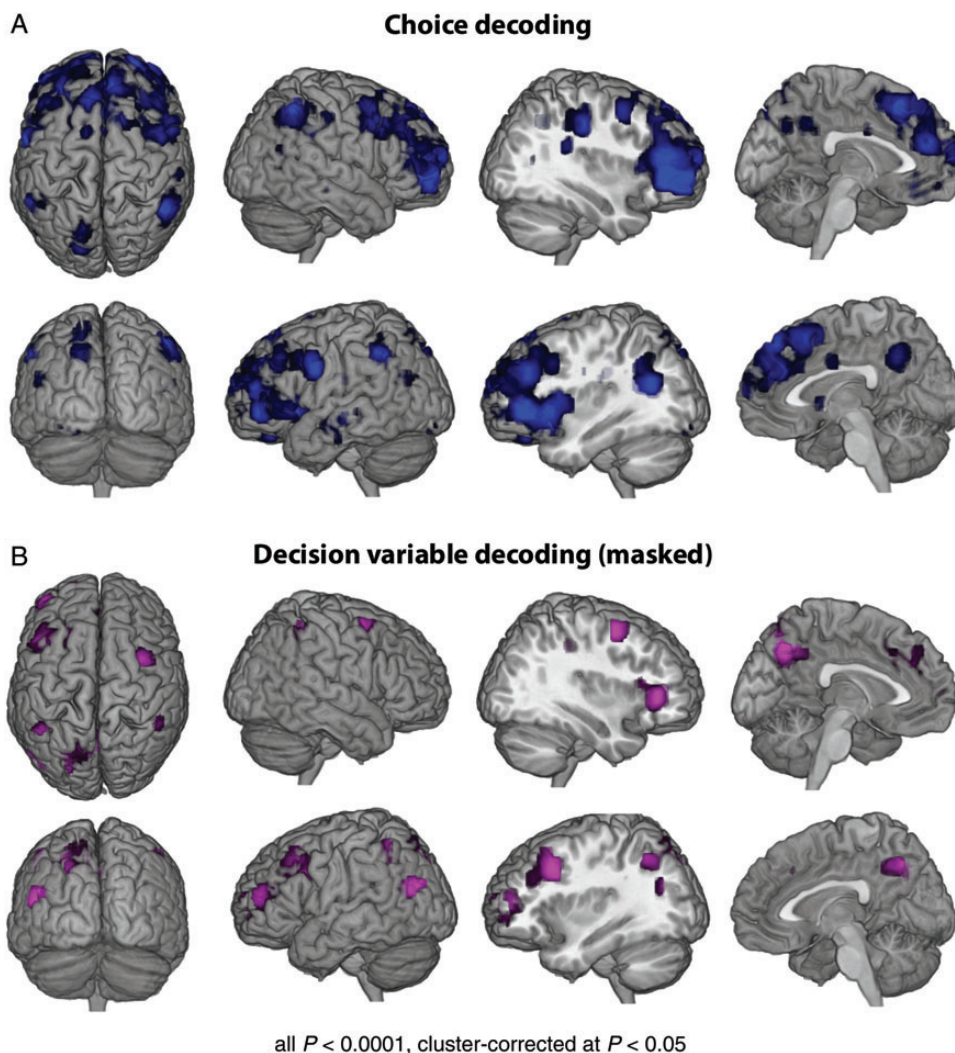 A
Choice decoding
B
Decision variable decoding (masked)
all P < 0.0001, cluster-corrected at P < 0.05